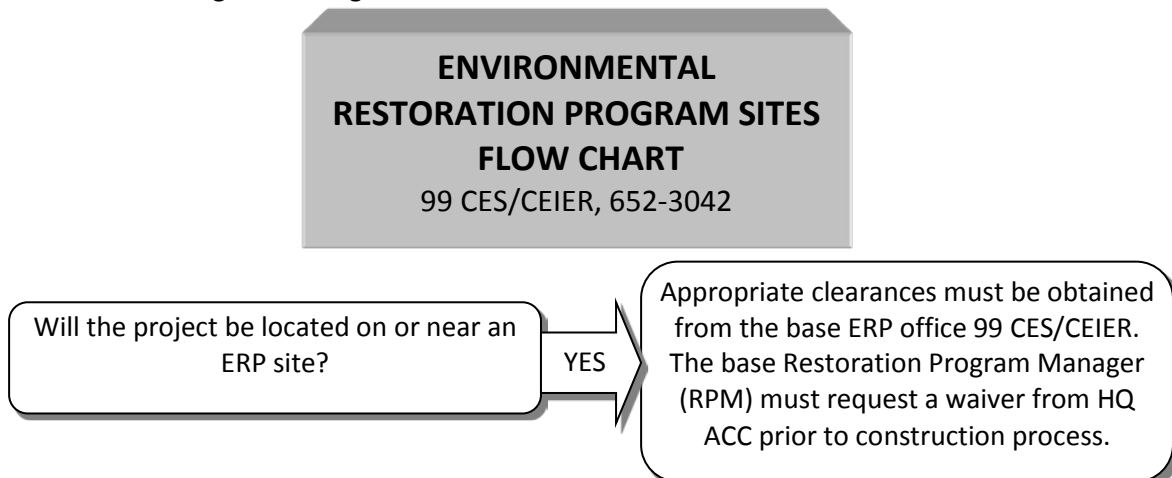 ENVIRONMENTAL
RESTORATION PROGRAM SITES
FLOW CHART
99 CES/CEIER, 652-3042
Will the project be located on or near an
ERP site?
YES
Appropriate clearances must be obtained
from the base ERP office 99 CES/CEIER.
The base Restoration Program Manager
(RPM) must request a waiver from HQ
ACC prior to construction process.